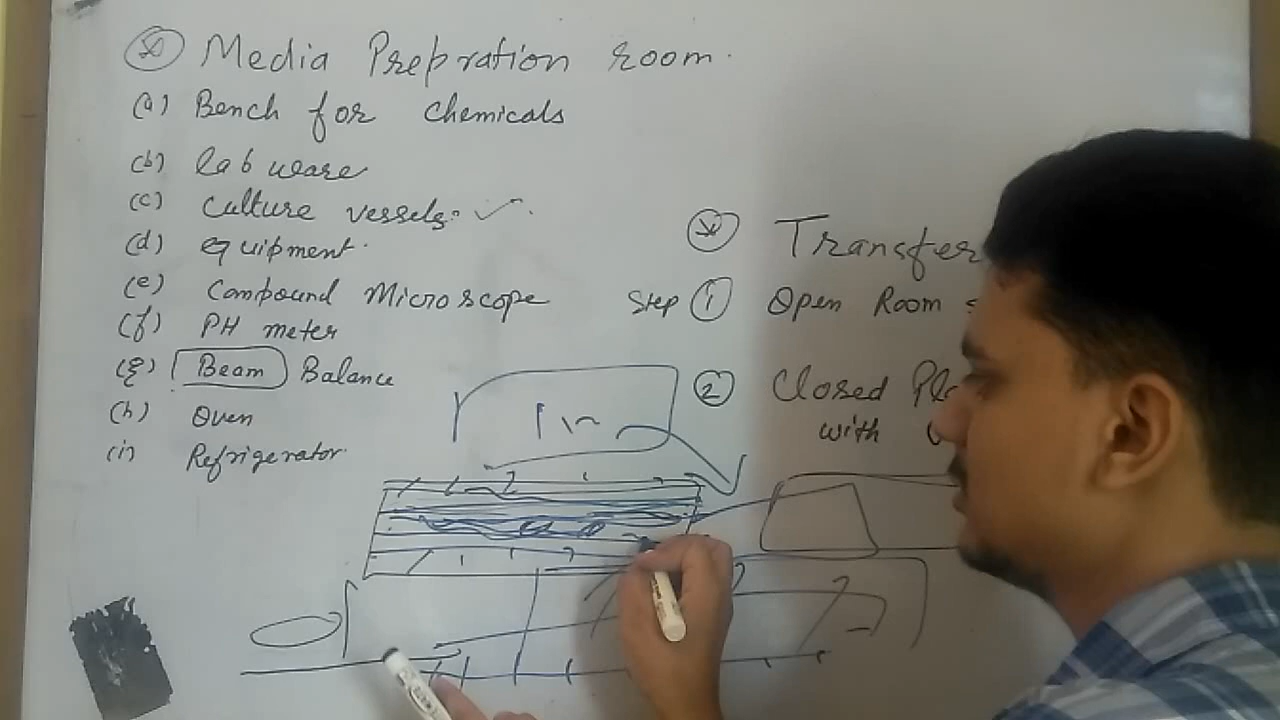 Media Prepration room.
(a) Bench for chemicals
(b) lab ware
(c) culture vessels.
(d) equipment.
(e) Compound Microscope
(f) PH meter
(g) Beam Balance
(h) Oven
(i) Refrigerator.
Transfer
Step 1 Open Room
2 Closed
with